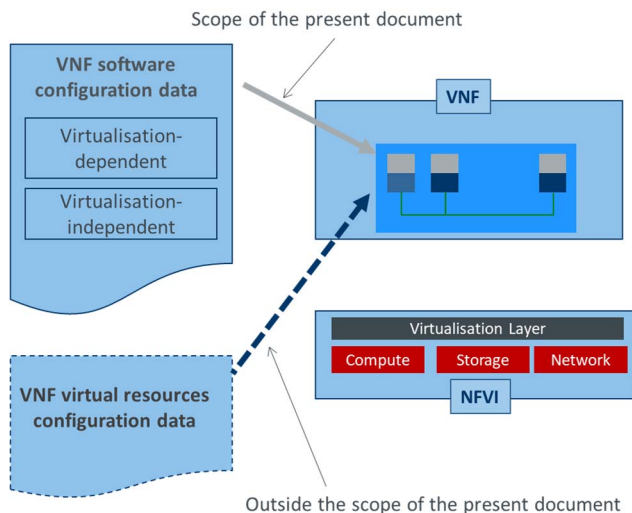 Scope of the present document
VNF software
configuration data
Virtualisation-
dependent
Virtualisation-
independent
VNF
Virtualisation Layer
Compute
Storage
Network
NFVI
VNF virtual resources
configuration data
Outside the scope of the present document